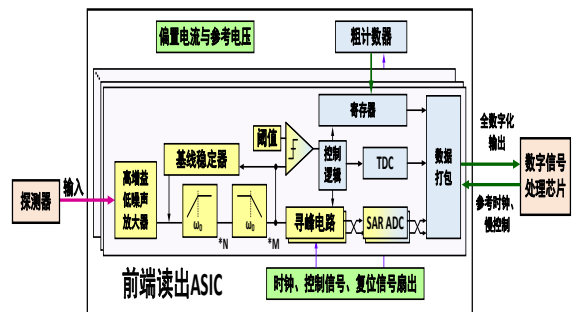 偏置电流与参考电压
粗计数器
寄存器
阈值
基线稳定器
控制
逻辑
TDC
数据
打包
全数字化
输出
高增益
低噪声
放大器
探测器
输入
数字信号
处理芯片
参考时钟、
慢控制
ω₀
*N
ω₀
*M
寻峰电路
SAR ADC
前端读出ASIC
时钟、控制信号、复位信号扇出